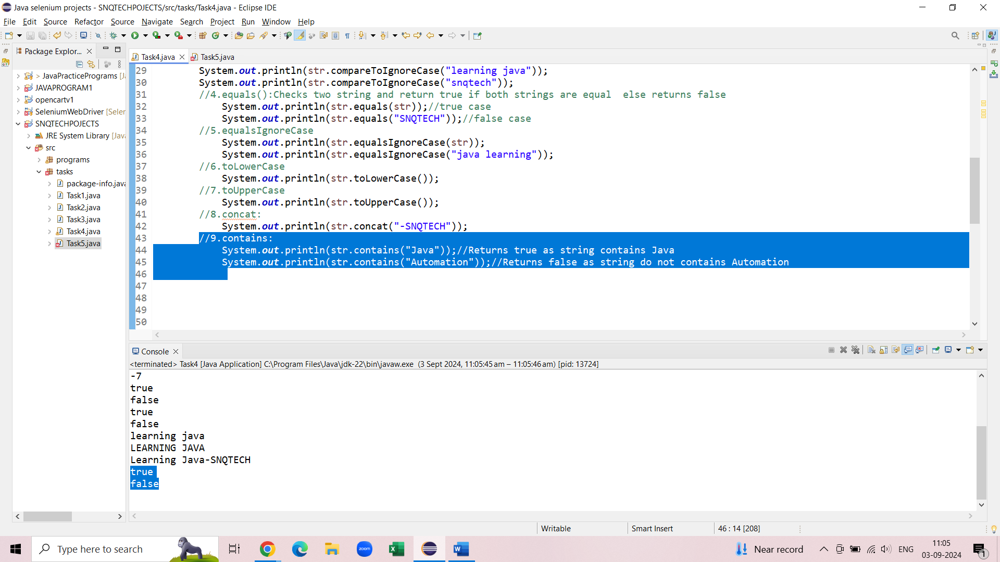 Java selenium projects - SNQTECHPOJECTS/src/tasks/Task4.java - Eclipse IDE
File Edit Source Refactor Source Navigate Search Project Run Window Help
Package Explor...
Task4.java
Task5.java
> JavaPracticePrograms [Ja
JAVAPROGRAM1
opencartv1
SeleniumWebDriver [Selen
SNQTECHPOJECTS
JRE System Library [Java
src
programs
tasks
package-info.java
Task1.java
Task2.java
Task3.java
Task4.java
Task5.java
29 System.out.println(str.compareToIgnoreCase("learning java"));
30 System.out.println(str.compareToIgnoreCase("snqtech"));
31 //4.equals():Checks two string and return true if both strings are equal  else returns false
32 System.out.println(str.equals(str));//true case
33 System.out.println(str.equals("SNQTECH"));//false case
34 //5.equalsIgnoreCase
35 System.out.println(str.equalsIgnoreCase(str));
36 System.out.println(str.equalsIgnoreCase("java learning"));
37 //6.toLowerCase
38 System.out.println(str.toLowerCase());
39 //7.toUpperCase
40 System.out.println(str.toUpperCase());
41 //8.concat:
42 System.out.println(str.concat("-SNQTECH"));
43 //9.contains:
44 System.out.println(str.contains("Java"));//Returns true as string contains Java
45 System.out.println(str.contains("Automation"));//Returns false as string do not contains Automation
46
47
48
49
50
Console
<terminated> Task4 [Java Application] C:\Program Files\Java\jdk-22\bin\javaw.exe (3 Sept 2024, 11:05:45 am – 11:05:46 am) [pid: 13724]
-7
true
false
true
false
learning java
LEARNING JAVA
Learning Java-SNQTECH
true
false
Writable
Smart Insert
46 : 14 [208]
Type here to search
zoom
Near record
ENG
11:05
03-09-2024
1